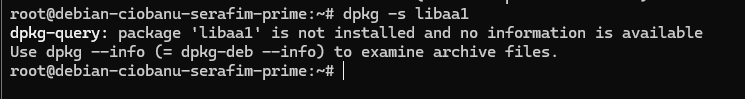 root@debian-ciobanu-serafim-prime:~# dpkg -s libaa1
dpkg-query: package 'libaa1' is not installed and no information is available
Use dpkg --info (= dpkg-deb --info) to examine archive files.
root@debian-ciobanu-serafim-prime:~#